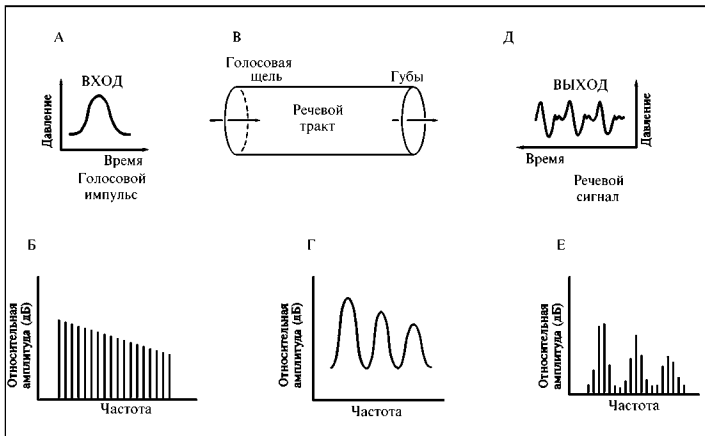 А
ВХОД
Давление
Время
Голосовой
импульс
В
Голосовая
щель
Губы
Речевой
тракт
Д
ВЫХОД
Давление
Время
Речевой
сигнал
Б
Относительная
амплитуда (дБ)
Частота
Г
Относительная
амплитуда (дБ)
Частота
Е
Относительная
амплитуда (дБ)
Частота